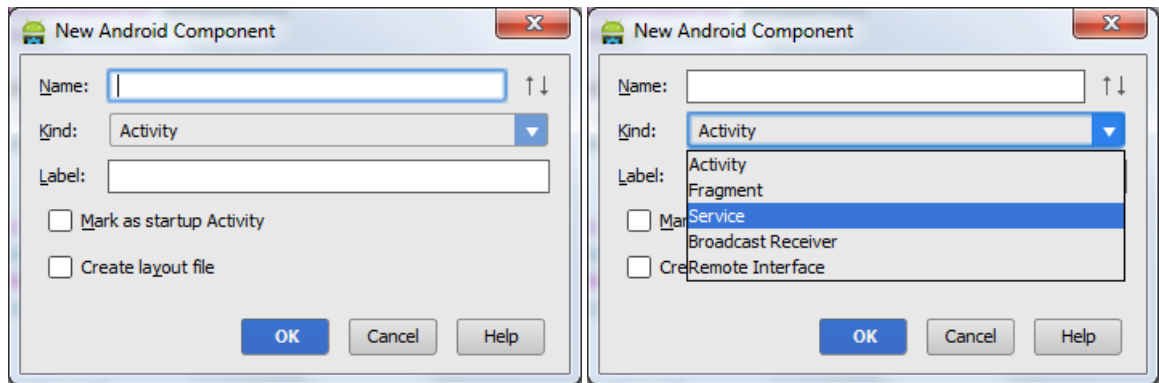 New Android Component
Name:
Kind: Activity
Label:
Mark as startup Activity
Create layout file
OK Cancel Help
New Android Component
Name:
Kind: Activity
Label: Activity
Fragment
Mar Service
Broadcast Receiver
Cre Remote Interface
OK Cancel Help